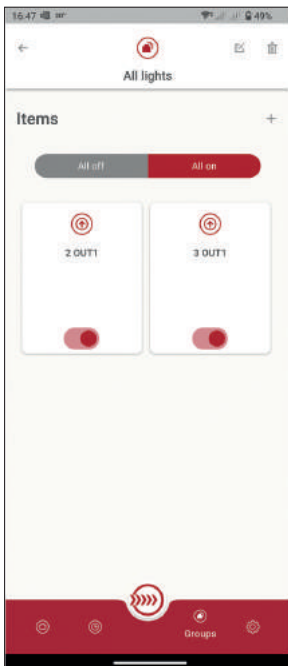 16:47
49%
All lights
Items +
All off All on
2 OUT1 3 OUT1
Groups